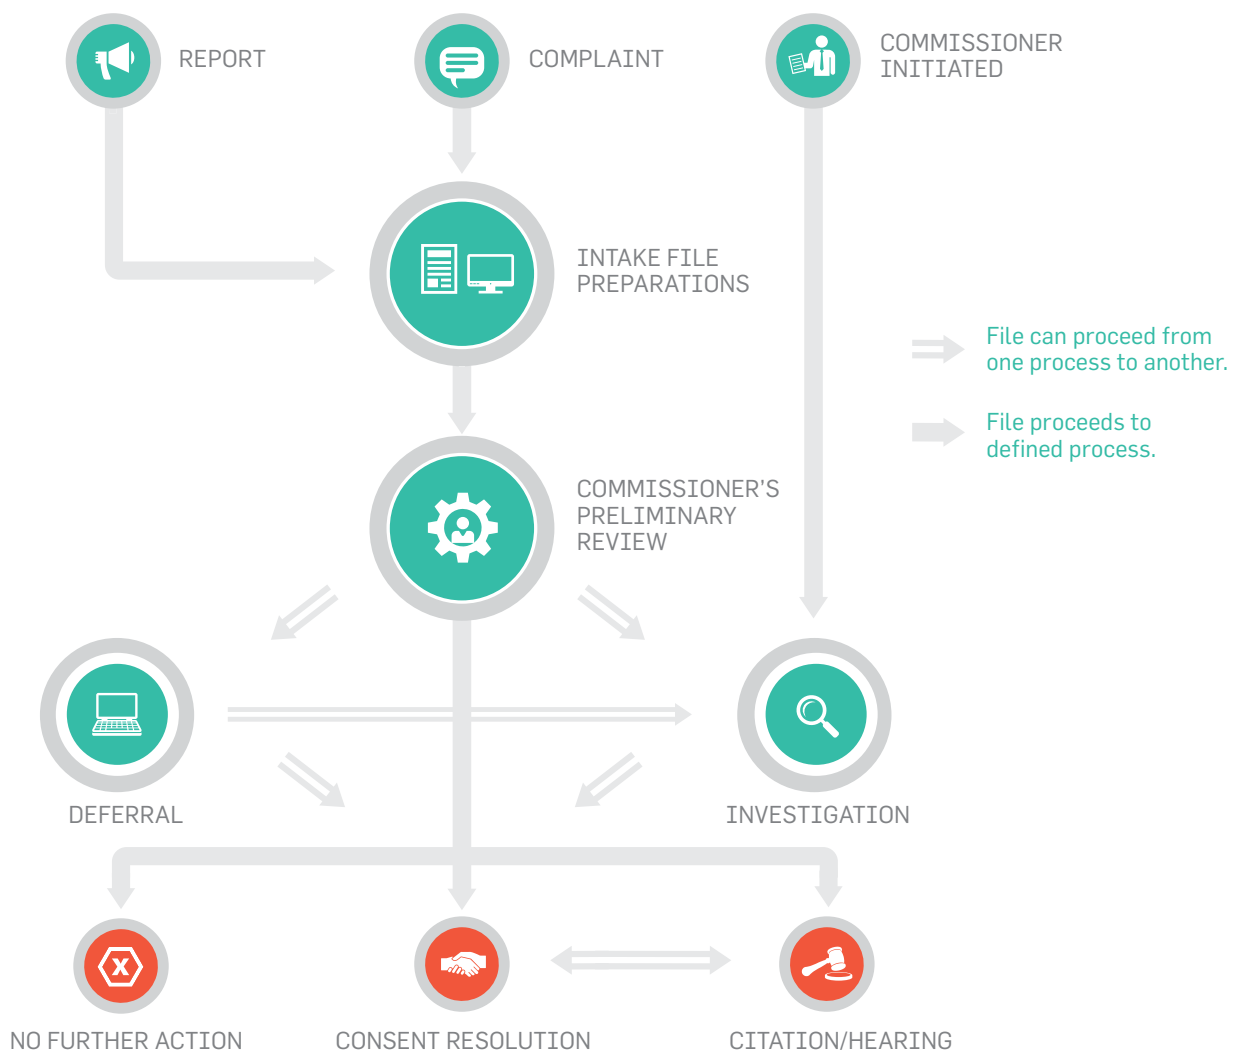 REPORT
COMPLAINT
COMMISSIONER
INITIATED
INTAKE FILE
PREPARATIONS
File can proceed from
one process to another.
File proceeds to
defined process.
COMMISSIONER'S
PRELIMINARY
REVIEW
DEFERRAL
INVESTIGATION
X
NO FURTHER ACTION
CONSENT RESOLUTION
CITATION/HEARING